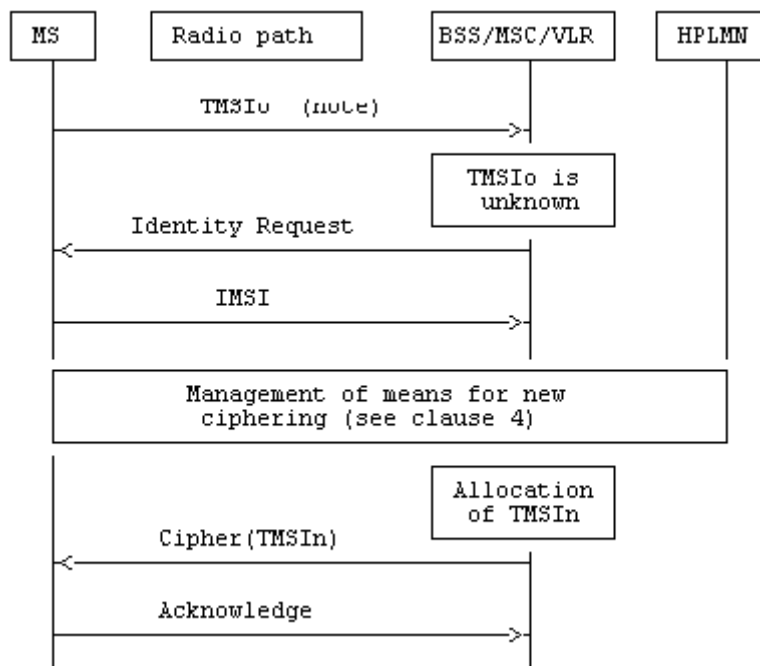 MS
Radio path
BSS/MSC/VLR
HPLMN
TMSIo (note)
TMSIo is
unknown
Identity Request
IMSI
Management of means for new
ciphering (see clause 4)
Allocation
of TMSIn
Cipher(TMSIn)
Acknowledge